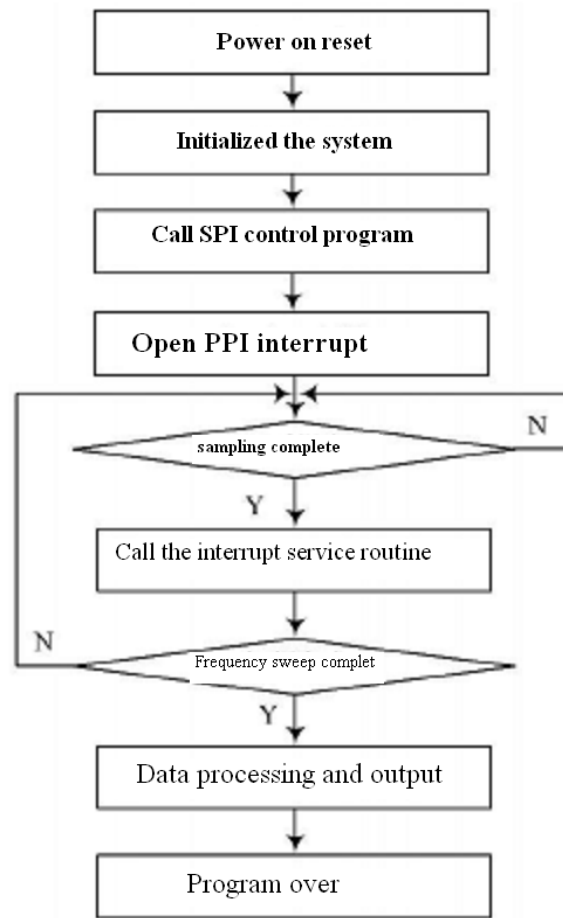 Power on reset
Initialized the system
Call SPI control program
Open PPI interrupt
sampling complete
N
Y
Call the interrupt service routine
N
Frequency sweep complet
Y
Data processing and output
Program over